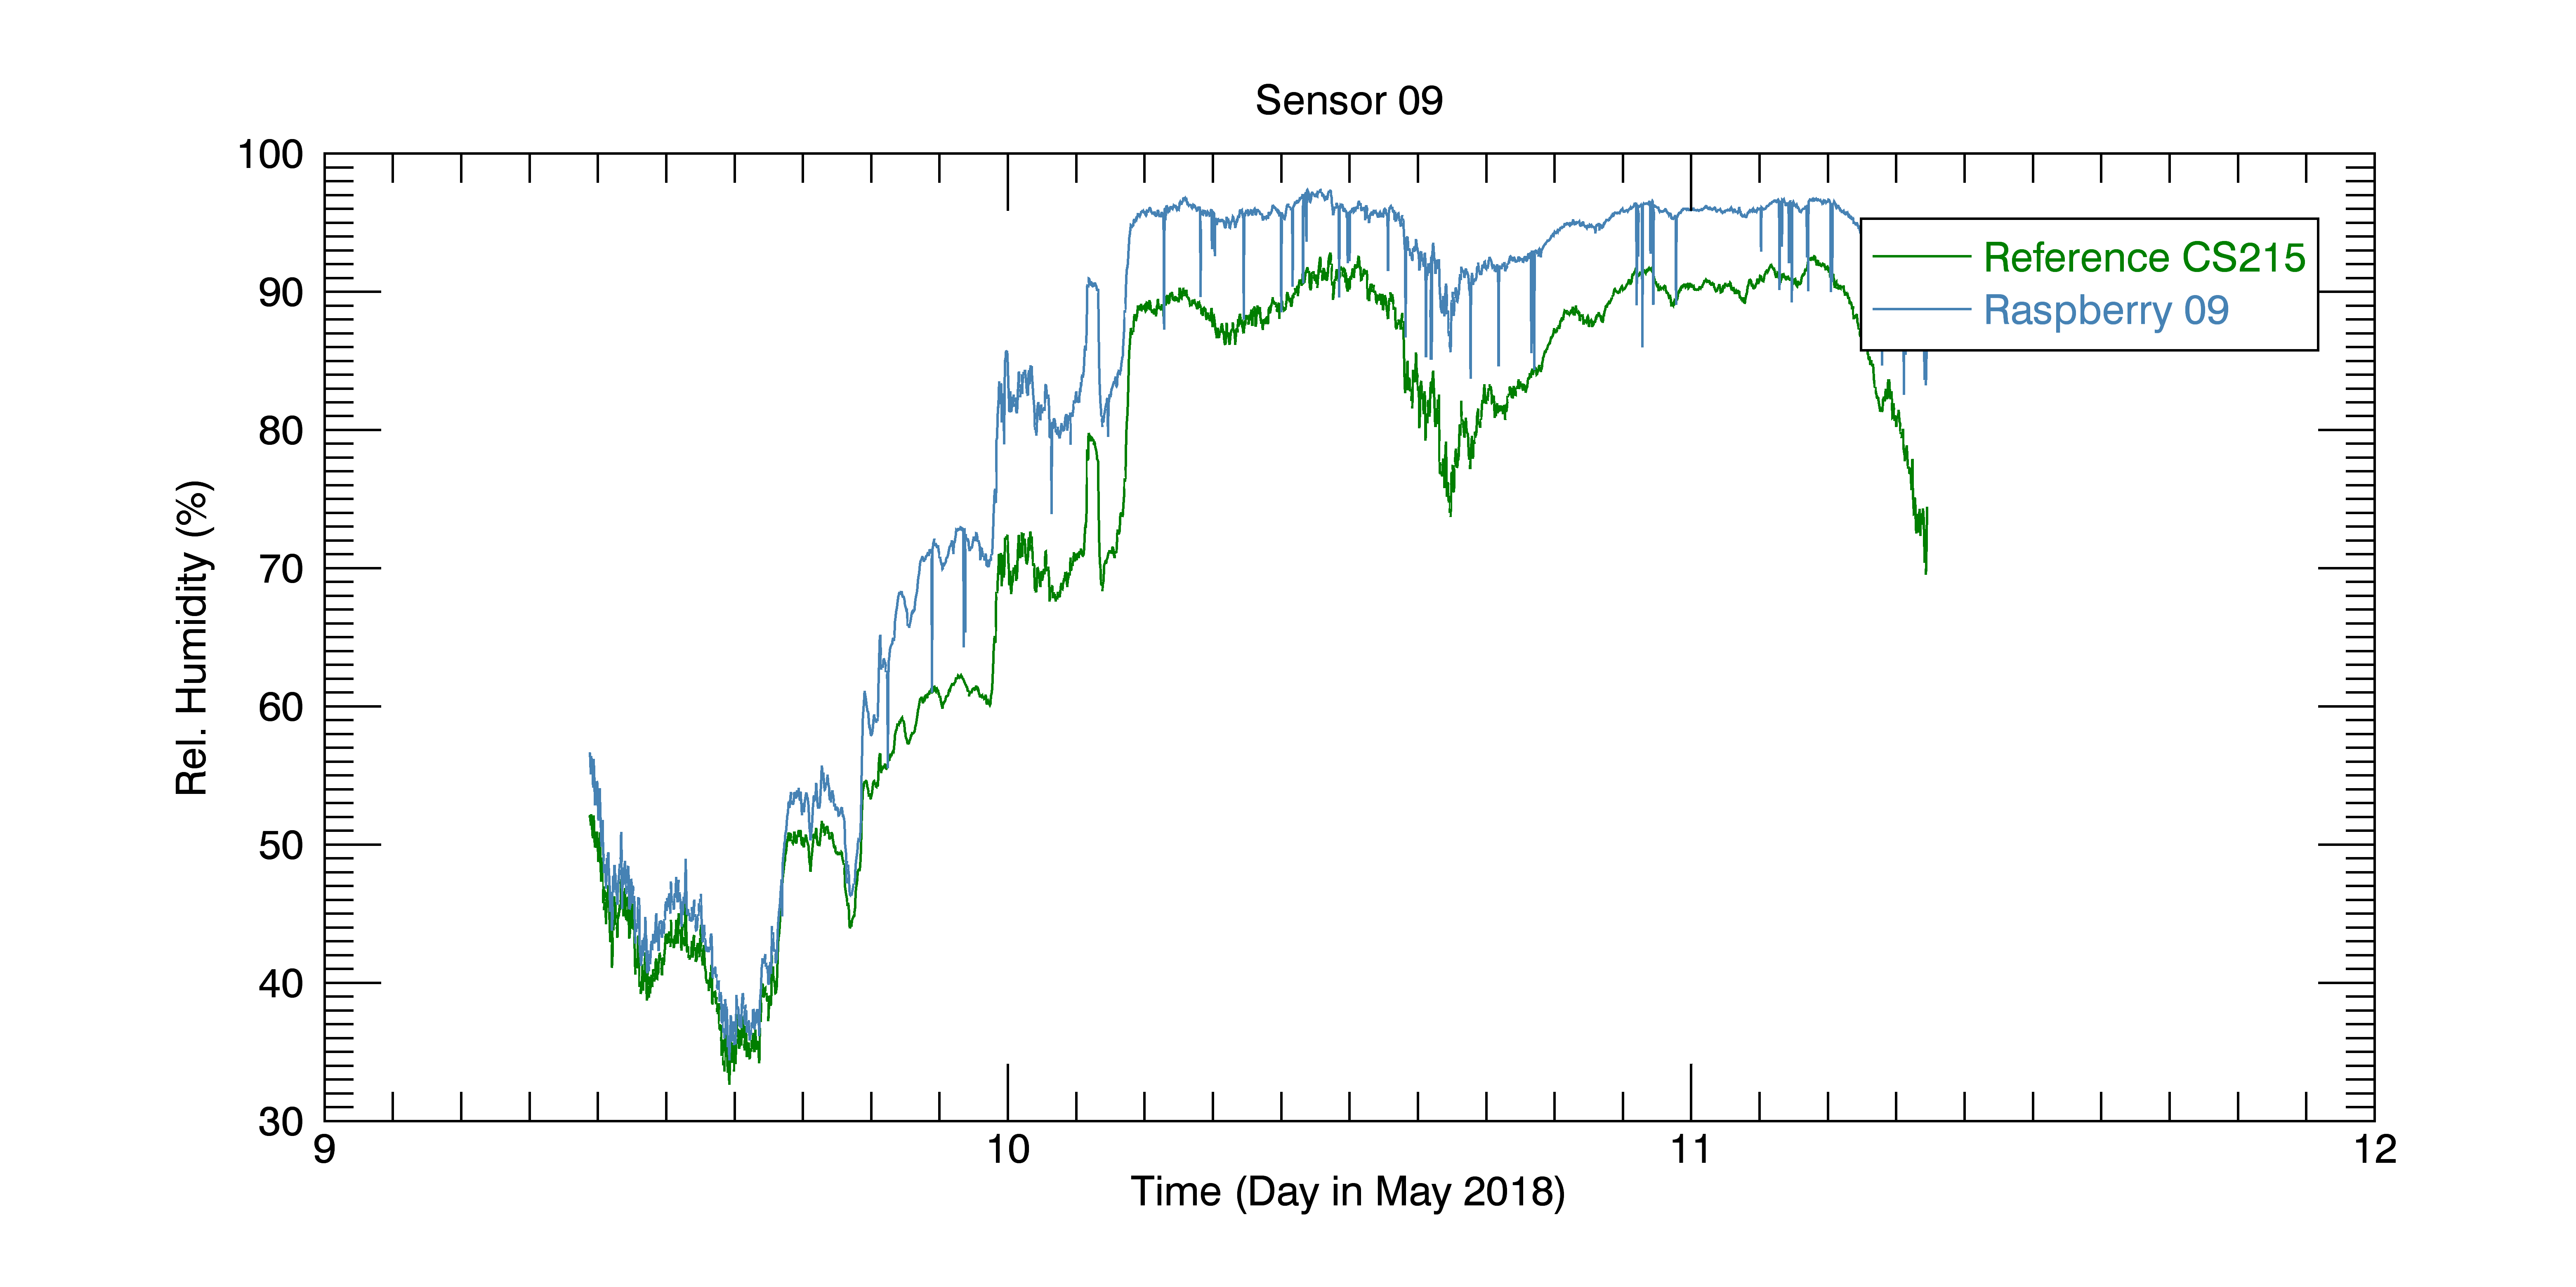 Sensor 09
100
90
80
70
60
50
40
30
Rel. Humidity (%)
Reference CS215
Raspberry 09
9
10
11
12
Time (Day in May 2018)